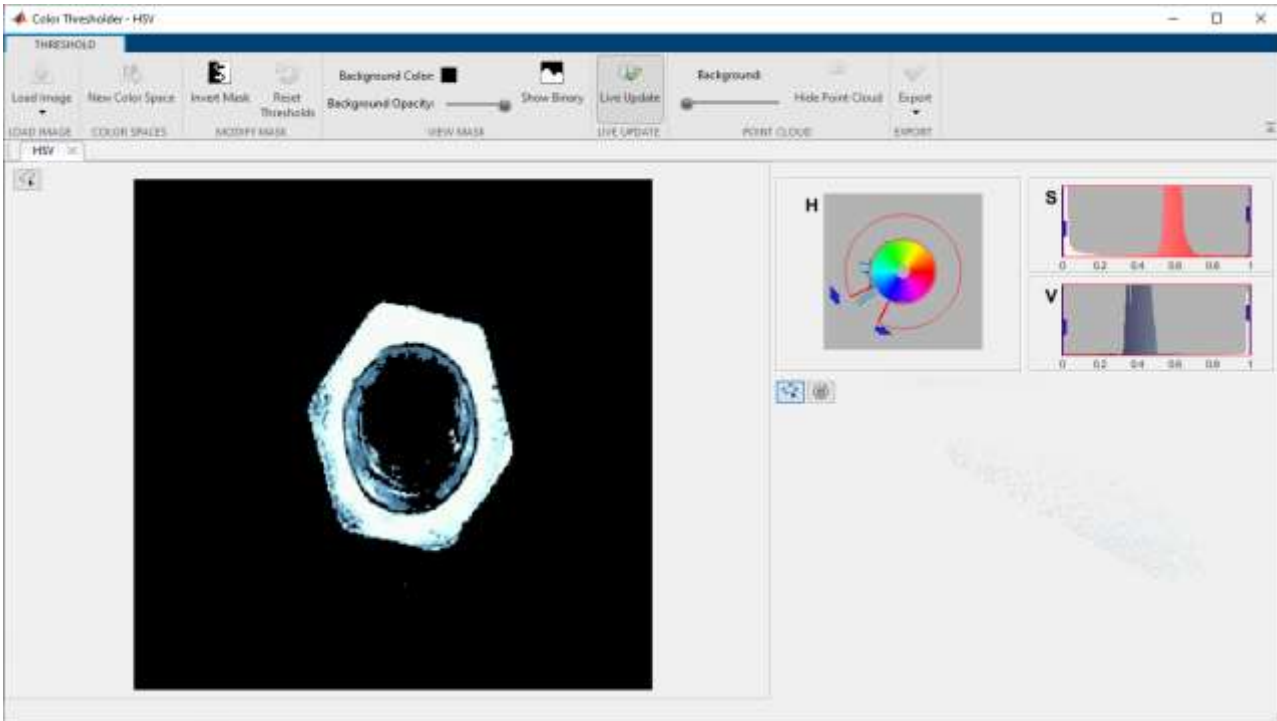 Color Thresholder - HSV
THRESHOLD
Load Image
New Color Space
Invert Mask
Reset
Thresholds
Background Color:
Background Opacity:
Show Binary
Live Update
Background:
Hide Point Cloud
Export
LOAD IMAGE
COLOR SPACES
MODIFY MASK
VIEW MASK
LIVE UPDATE
POINT CLOUD
EXPORT
HSV
H
S
0 0.2 0.4 0.6 0.8 1
V
0 0.2 0.4 0.6 0.8 1